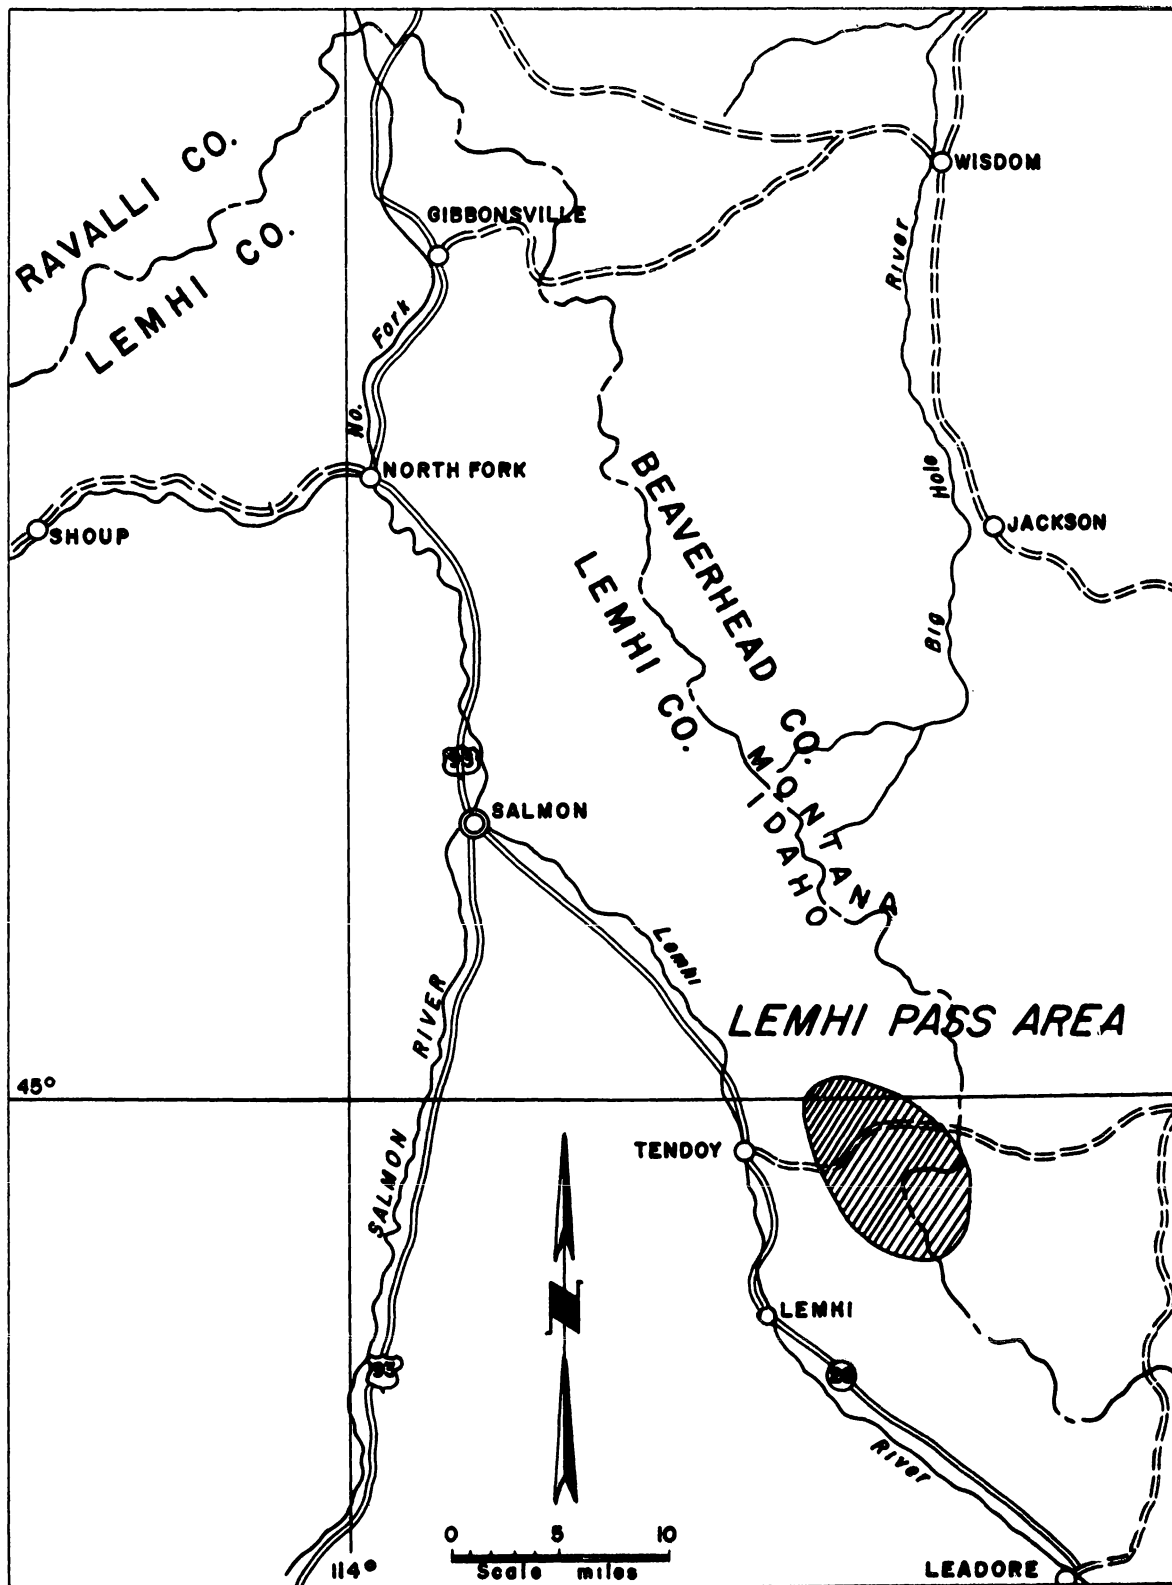 RAVALLI CO.
LEMHI CO.
GIBBONSVILLE
WISDOM
River
No. Fork
NORTH FORK
SHOUP
Hole
JACKSON
BEAVERHEAD CO.
LEMHI CO.
Big
MONTANA
IDAHO
93
SALMON
Lemhi
RIVER
LEMHI PASS AREA
45°
SALMON
TENDOY
N
LEMHI
93
River
0 5 10
Scale miles
114°
LEADORE